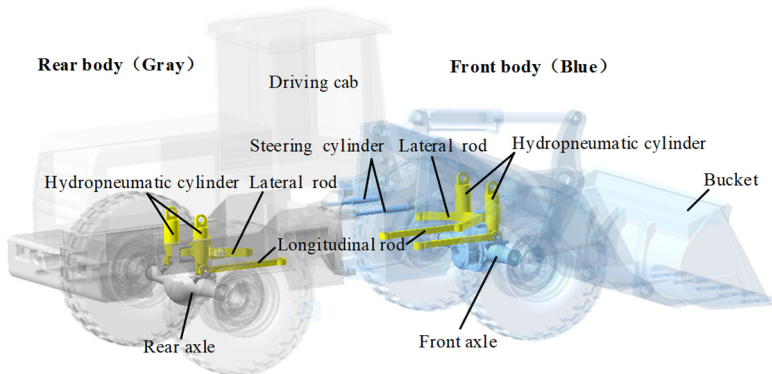 Rear body（Gray）
Front body（Blue）
Driving cab
Steering cylinder
Lateral rod
Hydropneumatic cylinder
Bucket
Hydropneumatic cylinder
Lateral rod
Longitudinal rod
Rear axle
Front axle